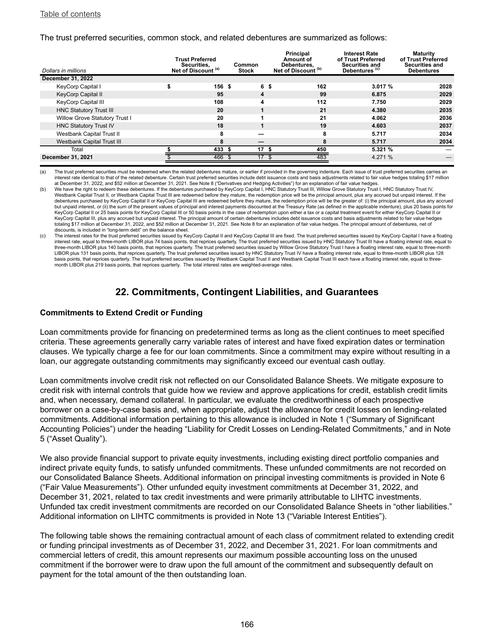 Table of contents
The trust preferred securities, common stock, and related debentures are summarized as follows:
Dollars in millions Trust Preferred Securities, Net of Discount (a) Common Stock Principal Amount of Debentures, Net of Discount (b) Interest Rate of Trust Preferred Securities and Debentures (c) Maturity of Trust Preferred Securities and Debentures
December 31, 2022
KeyCorp Capital I $ 156 $ 6 $ 162 3.017 % 2028
KeyCorp Capital II 95 4 99 6.875 2029
KeyCorp Capital III 108 4 112 7.750 2029
HNC Statutory Trust III 20 1 21 4.380 2035
Willow Grove Statutory Trust I 20 1 21 4.062 2036
HNC Statutory Trust IV 18 1 19 4.603 2037
Westbank Capital Trust II 8 — 8 5.717 2034
Westbank Capital Trust III 8 — 8 5.717 2034
Total $ 433 $ 17 $ 450 5.321 % —
December 31, 2021 $ 466 $ 17 $ 483 4.271 % —
(a) The trust preferred securities must be redeemed when the related debentures mature, or earlier if provided in the governing indenture. Each issue of trust preferred securities carries an
interest rate identical to that of the related debenture. Certain trust preferred securities include debt issuance costs and basis adjustments related to fair value hedges totaling $17 million
at December 31, 2022, and $52 million at December 31, 2021. See Note 8 (“Derivatives and Hedging Activities”) for an explanation of fair value hedges.
(b) We have the right to redeem these debentures. If the debentures purchased by KeyCorp Capital I, HNC Statutory Trust III, Willow Grove Statutory Trust I, HNC Statutory Trust IV,
Westbank Capital Trust II, or Westbank Capital Trust III are redeemed before they mature, the redemption price will be the principal amount, plus any accrued but unpaid interest. If the
debentures purchased by KeyCorp Capital II or KeyCorp Capital III are redeemed before they mature, the redemption price will be the greater of: (i) the principal amount, plus any accrued
but unpaid interest, or (ii) the sum of the present values of principal and interest payments discounted at the Treasury Rate (as defined in the applicable indenture), plus 20 basis points for
KeyCorp Capital II or 25 basis points for KeyCorp Capital III or 50 basis points in the case of redemption upon either a tax or a capital treatment event for either KeyCorp Capital II or
KeyCorp Capital III, plus any accrued but unpaid interest. The principal amount of certain debentures includes debt issuance costs and basis adjustments related to fair value hedges
totaling $17 million at December 31, 2022, and $52 million at December 31, 2021. See Note 8 for an explanation of fair value hedges. The principal amount of debentures, net of
discounts, is included in “long-term debt” on the balance sheet.
(c) The interest rates for the trust preferred securities issued by KeyCorp Capital II and KeyCorp Capital III are fixed. The trust preferred securities issued by KeyCorp Capital I have a floating
interest rate, equal to three-month LIBOR plus 74 basis points, that reprices quarterly. The trust preferred securities issued by HNC Statutory Trust III have a floating interest rate, equal to
three-month LIBOR plus 140 basis points, that reprices quarterly. The trust preferred securities issued by Willow Grove Statutory Trust I have a floating interest rate, equal to three-month
LIBOR plus 131 basis points, that reprices quarterly. The trust preferred securities issued by HNC Statutory Trust IV have a floating interest rate, equal to three-month LIBOR plus 128
basis points, that reprices quarterly. The trust preferred securities issued by Westbank Capital Trust II and Westbank Capital Trust III each have a floating interest rate, equal to three-
month LIBOR plus 219 basis points, that reprices quarterly. The total interest rates are weighted-average rates.
22. Commitments, Contingent Liabilities, and Guarantees
Commitments to Extend Credit or Funding
Loan commitments provide for financing on predetermined terms as long as the client continues to meet specified
criteria. These agreements generally carry variable rates of interest and have fixed expiration dates or termination
clauses. We typically charge a fee for our loan commitments. Since a commitment may expire without resulting in a
loan, our aggregate outstanding commitments may significantly exceed our eventual cash outlay.
Loan commitments involve credit risk not reflected on our Consolidated Balance Sheets. We mitigate exposure to
credit risk with internal controls that guide how we review and approve applications for credit, establish credit limits
and, when necessary, demand collateral. In particular, we evaluate the creditworthiness of each prospective
borrower on a case-by-case basis and, when appropriate, adjust the allowance for credit losses on lending-related
commitments. Additional information pertaining to this allowance is included in Note 1 (“Summary of Significant
Accounting Policies”) under the heading “Liability for Credit Losses on Lending-Related Commitments,” and in Note
5 (“Asset Quality”).
We also provide financial support to private equity investments, including existing direct portfolio companies and
indirect private equity funds, to satisfy unfunded commitments. These unfunded commitments are not recorded on
our Consolidated Balance Sheets. Additional information on principal investing commitments is provided in Note 6
(“Fair Value Measurements”). Other unfunded equity investment commitments at December 31, 2022, and
December 31, 2021, related to tax credit investments and were primarily attributable to LIHTC investments.
Unfunded tax credit investment commitments are recorded on our Consolidated Balance Sheets in “other liabilities.”
Additional information on LIHTC commitments is provided in Note 13 (“Variable Interest Entities”).
The following table shows the remaining contractual amount of each class of commitment related to extending credit
or funding principal investments as of December 31, 2022, and December 31, 2021. For loan commitments and
commercial letters of credit, this amount represents our maximum possible accounting loss on the unused
commitment if the borrower were to draw upon the full amount of the commitment and subsequently default on
payment for the total amount of the then outstanding loan.
166